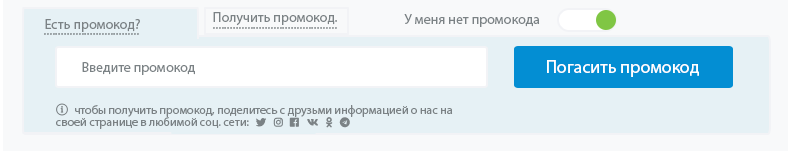 Есть промокод?
Получить промокод.
У меня нет промокода
Введите промокод
Погасить промокод
чтобы получить промокод, поделитесь с друзьми информацией о нас на
своей странице в любимой соц. сети: